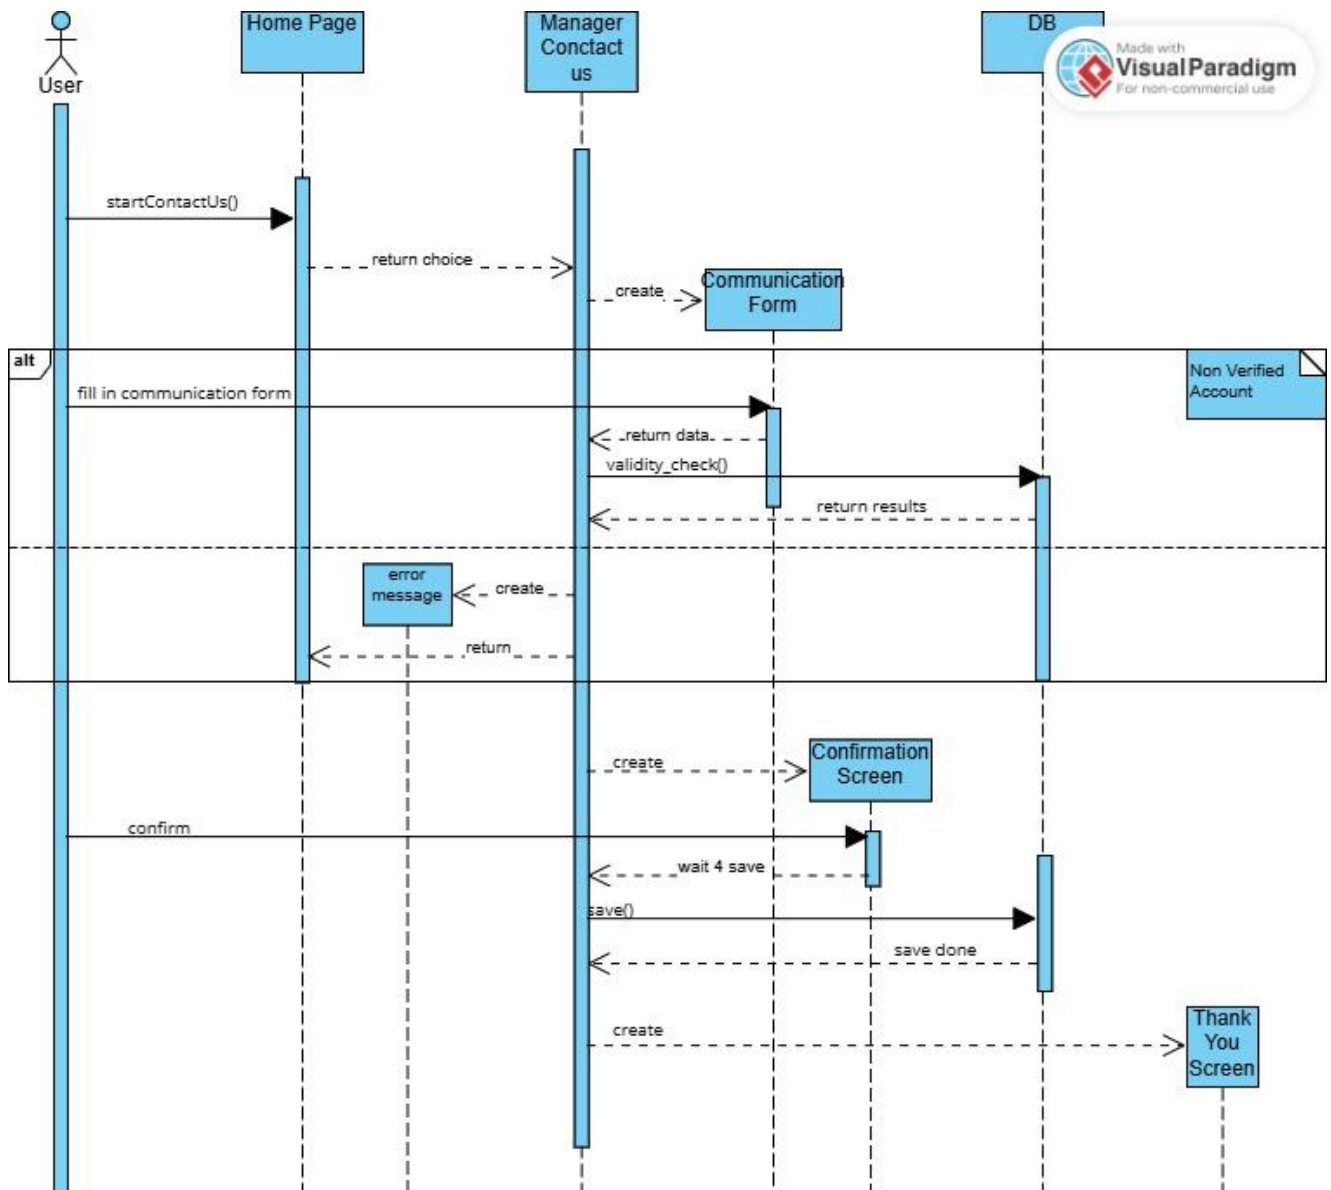 User
Home Page
Manager
Conctact
us
DB
Made with
VisualParadigm
For non-commercial use
startContactUs()
return choice
create
Communication
Form
alt
Non Verified
Account
fill in communication form
return data
validity_check()
return results
error
message
create
return
create
Confirmation
Screen
confirm
wait 4 save
save()
save done
create
Thank
You
Screen